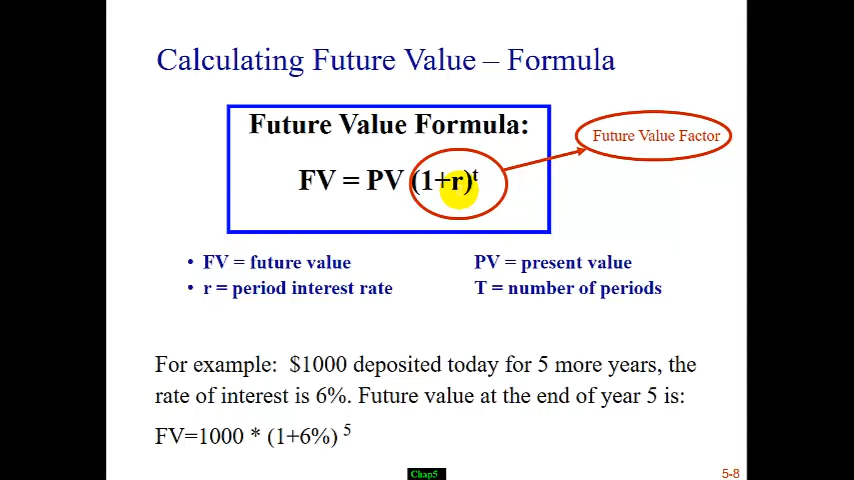 Calculating Future Value – Formula
Future Value Formula:
Future Value Factor
FV = PV (1+r)^t
• FV = future value
PV = present value
• r = period interest rate
T = number of periods
For example: $1000 deposited today for 5 more years, the
rate of interest is 6%. Future value at the end of year 5 is:
FV=1000 * (1+6%) ^5
Chap5
5-8